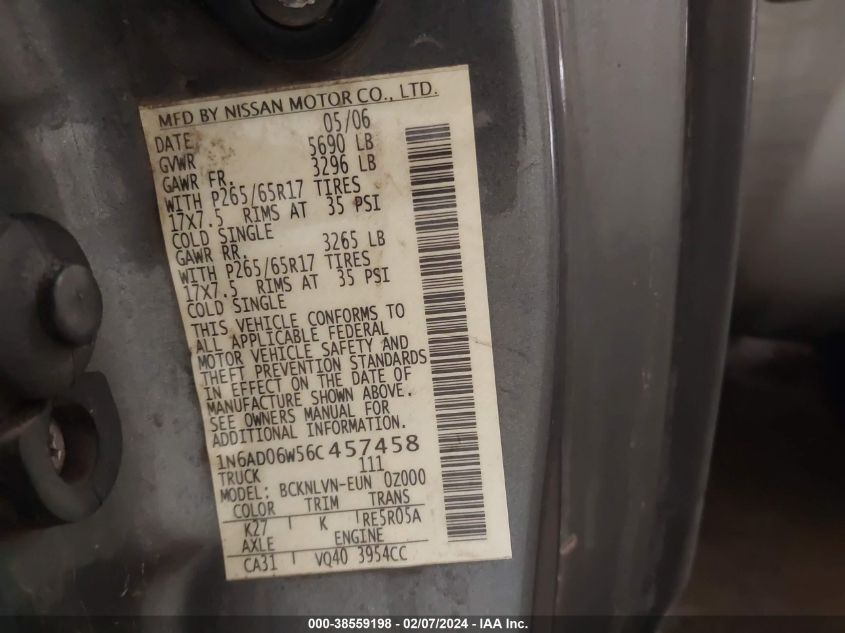 MFD BY NISSAN MOTOR CO., LTD.
DATE 05/06
GVWR 5690 LB
GAWR FR. 3296 LB
WITH P265/65R17 TIRES
17X7.5 RIMS AT 35 PSI
COLD SINGLE
GAWR RR. 3265 LB
WITH P265/65R17 TIRES
17X7.5 RIMS AT 35 PSI
COLD SINGLE
THIS VEHICLE CONFORMS TO
ALL APPLICABLE FEDERAL
MOTOR VEHICLE SAFETY AND
THEFT PREVENTION STANDARDS
IN EFFECT ON THE DATE OF
MANUFACTURE SHOWN ABOVE.
SEE OWNERS MANUAL FOR
ADDITIONAL INFORMATION.
1N6AD06W56C457458
TRUCK 111
MODEL: BCKNLVN-EUN 0Z000
COLOR TRIM TRANS
K27 K RE5R05A
AXLE ENGINE
CA31 VQ40 3954CC
000-38559198 - 02/07/2024 - IAA Inc.